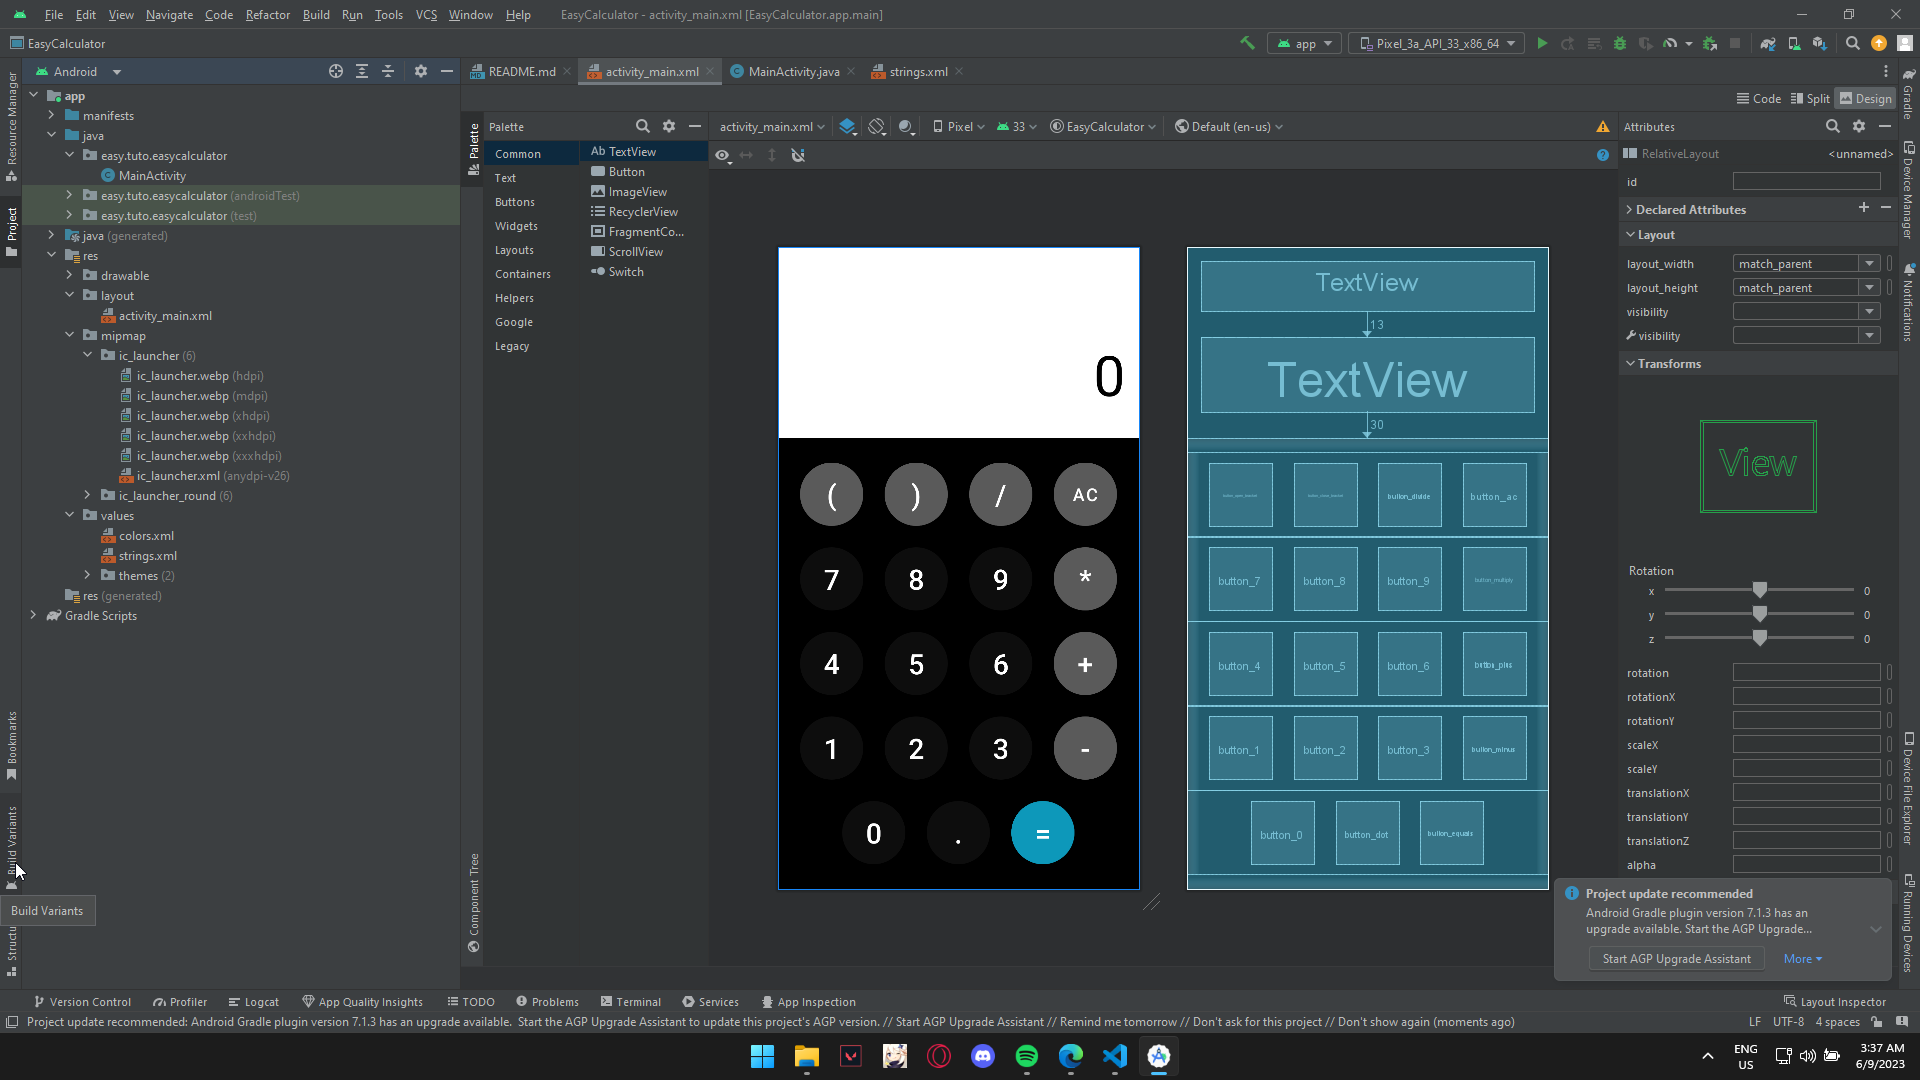 File Edit View Navigate Code Refactor Build Run Tools VCS Window Help EasyCalculator - activity_main.xml [EasyCalculator.app.main]
EasyCalculator
app
Pixel_3a_API_33_x86_64
Android
README.md
activity_main.xml
MainActivity.java
strings.xml
Code
Split
Design
Resource Manager
Project
Bookmarks
Build Variants
app
manifests
java
easy.tuto.easycalculator
MainActivity
easy.tuto.easycalculator (androidTest)
easy.tuto.easycalculator (test)
java (generated)
res
drawable
layout
activity_main.xml
mipmap
ic_launcher (6)
ic_launcher.webp (hdpi)
ic_launcher.webp (mdpi)
ic_launcher.webp (xhdpi)
ic_launcher.webp (xxhdpi)
ic_launcher.webp (xxxhdpi)
ic_launcher.xml (anydpi-v26)
ic_launcher_round (6)
values
colors.xml
strings.xml
themes (2)
res (generated)
Gradle Scripts
Build Variants
Palette
Component Tree
Palette
Common
Text
Buttons
Widgets
Layouts
Containers
Helpers
Google
Legacy
Ab TextView
Button
ImageView
RecyclerView
FragmentCo...
ScrollView
Switch
activity_main.xml
Pixel
33
EasyCalculator
Default (en-us)
0
( ) / AC
7 8 9 *
4 5 6 +
1 2 3 -
0 . =
TextView
13
TextView
30
button_divide button_ac
button_7 button_8 button_9 button_multiply
button_4 button_5 button_6 button_plus
button_1 button_2 button_3 button_minus
button_0 button_dot button_equals
Attributes
RelativeLayout <unnamed>
id
Declared Attributes
Layout
layout_width match_parent
layout_height match_parent
visibility
visibility
Transforms
View
Rotation
x 0
y 0
z 0
rotation
rotationX
rotationY
scaleX
scaleY
translationX
translationY
translationZ
alpha
Gradle
Device Manager
Notifications
Device File Explorer
Running Devices
Project update recommended
Android Gradle plugin version 7.1.3 has an
upgrade available. Start the AGP Upgrade...
Start AGP Upgrade Assistant More
Version Control
Profiler
Logcat
App Quality Insights
TODO
Problems
Terminal
Services
App Inspection
Layout Inspector
Project update recommended: Android Gradle plugin version 7.1.3 has an upgrade available. Start the AGP Upgrade Assistant to update this project's AGP version. // Start AGP Upgrade Assistant // Remind me tomorrow // Don't ask for this project // Don't show again (moments ago)
LF UTF-8 4 spaces
ENG
US
3:37 AM
6/9/2023